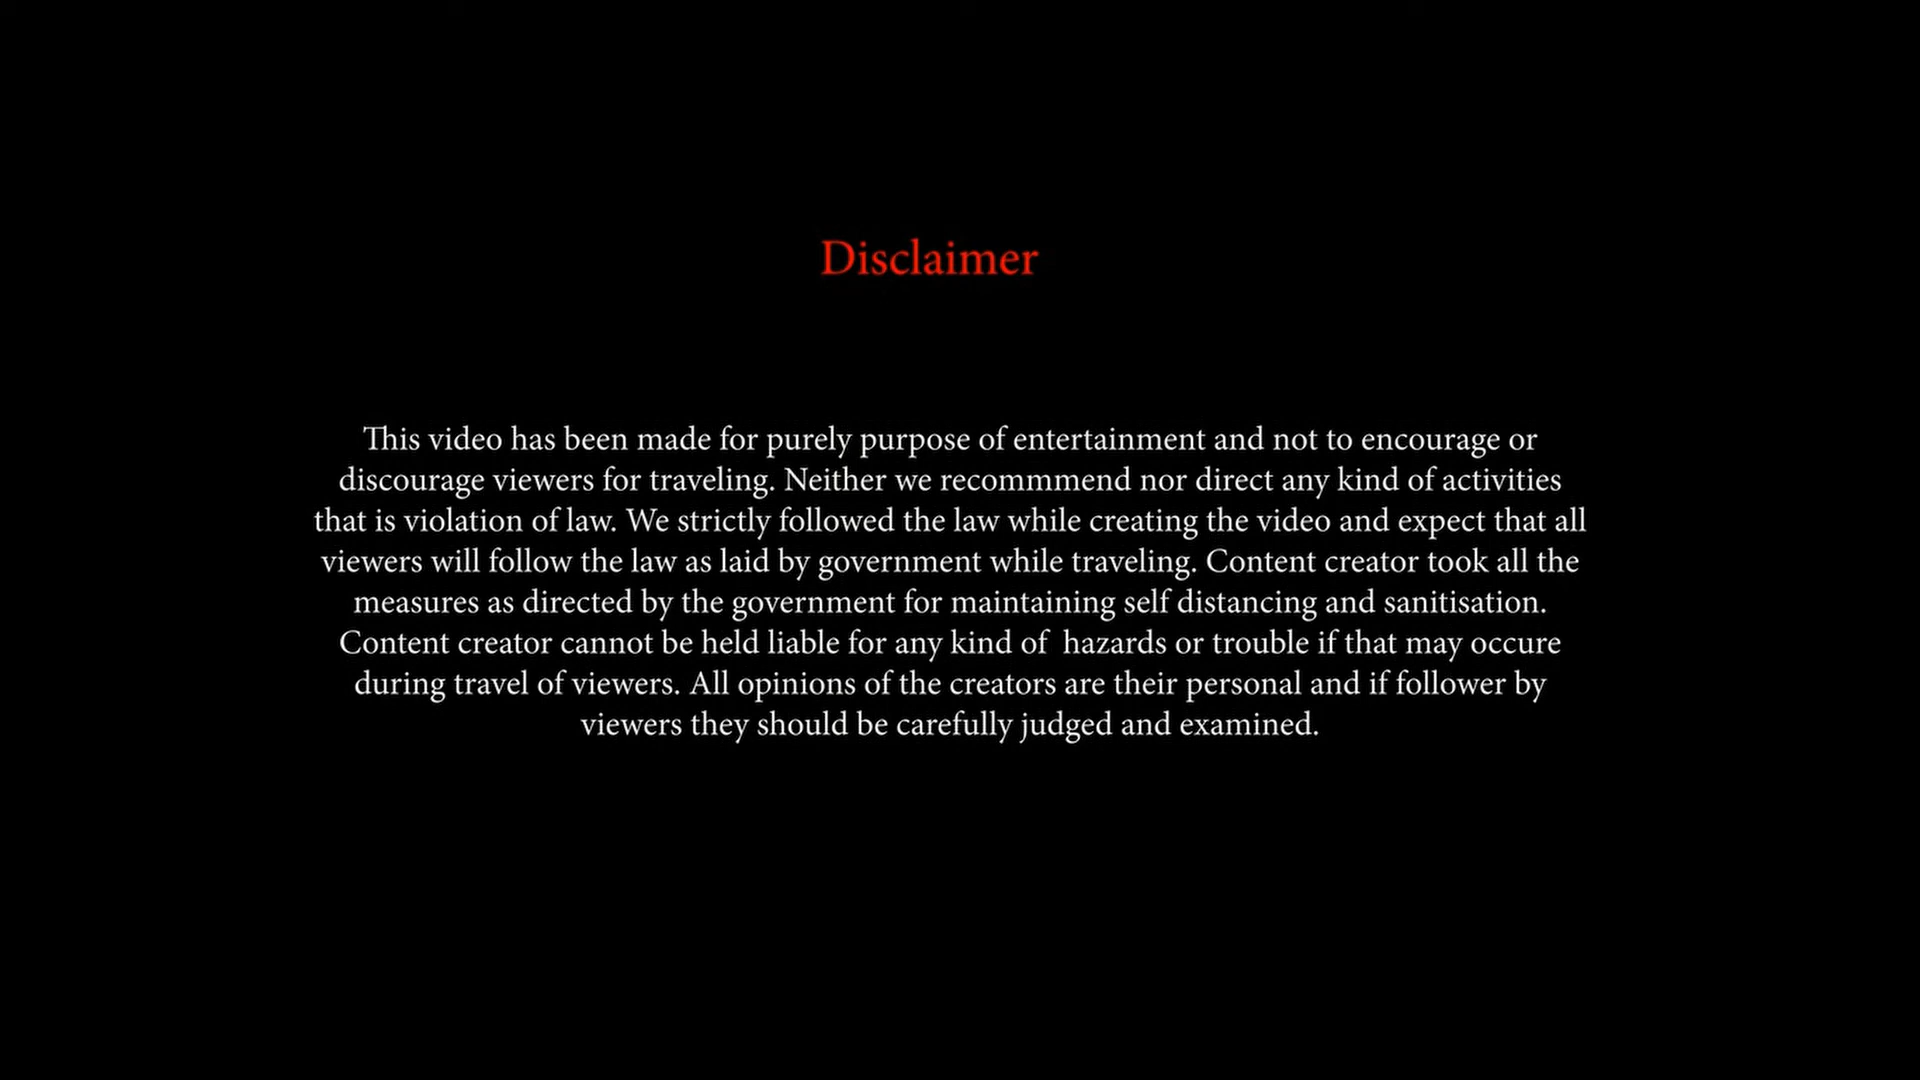 Disclaimer
This video has been made for purely purpose of entertainment and not to encourage or
discourage viewers for traveling. Neither we recommmend nor direct any kind of activities
that is violation of law. We strictly followed the law while creating the video and expect that all
viewers will follow the law as laid by government while traveling. Content creator took all the
measures as directed by the government for maintaining self distancing and sanitisation.
Content creator cannot be held liable for any kind of  hazards or trouble if that may occure
during travel of viewers. All opinions of the creators are their personal and if follower by
viewers they should be carefully judged and examined.